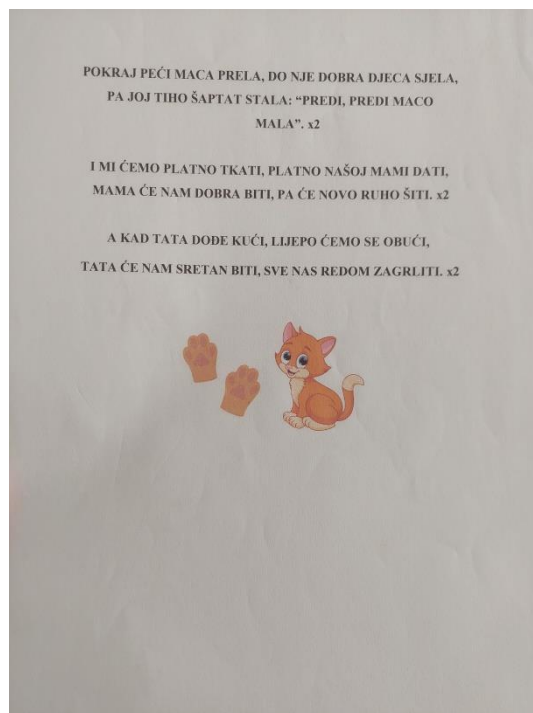 POKRAJ PEĆI MACA PRELA, DO NJE DOBRA DJECA SJELA,
PA JOJ TIHO ŠAPTAT STALA: “PREDI, PREDI MACO
MALA”. x2
I MI ĆEMO PLATNO TKATI, PLATNO NAŠOJ MAMI DATI,
MAMA ĆE NAM DOBRA BITI, PA ĆE NOVO RUHO ŠITI. x2
A KAD TATA DOĐE KUĆI, LIJEPO ĆEMO SE OBUĆI,
TATA ĆE NAM SRETAN BITI, SVE NAS REDOM ZAGRLITI. x2